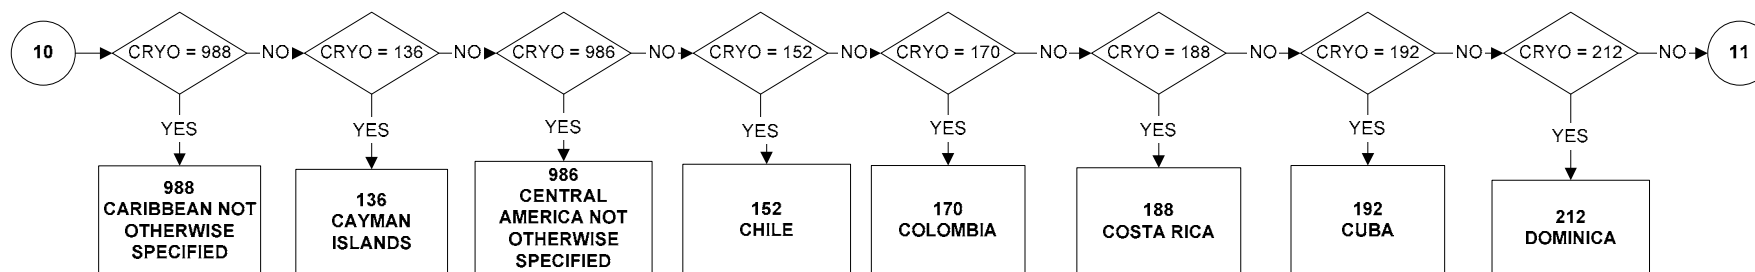 10
CRYO = 988
NO
CRYO = 136
NO
CRYO = 986
NO
CRYO = 152
NO
CRYO = 170
NO
CRYO = 188
NO
CRYO = 192
NO
CRYO = 212
NO
11
YES
YES
YES
YES
YES
YES
YES
YES
988
CARIBBEAN NOT
OTHERWISE
SPECIFIED
136
CAYMAN
ISLANDS
986
CENTRAL
AMERICA NOT
OTHERWISE
SPECIFIED
152
CHILE
170
COLOMBIA
188
COSTA RICA
192
CUBA
212
DOMINICA